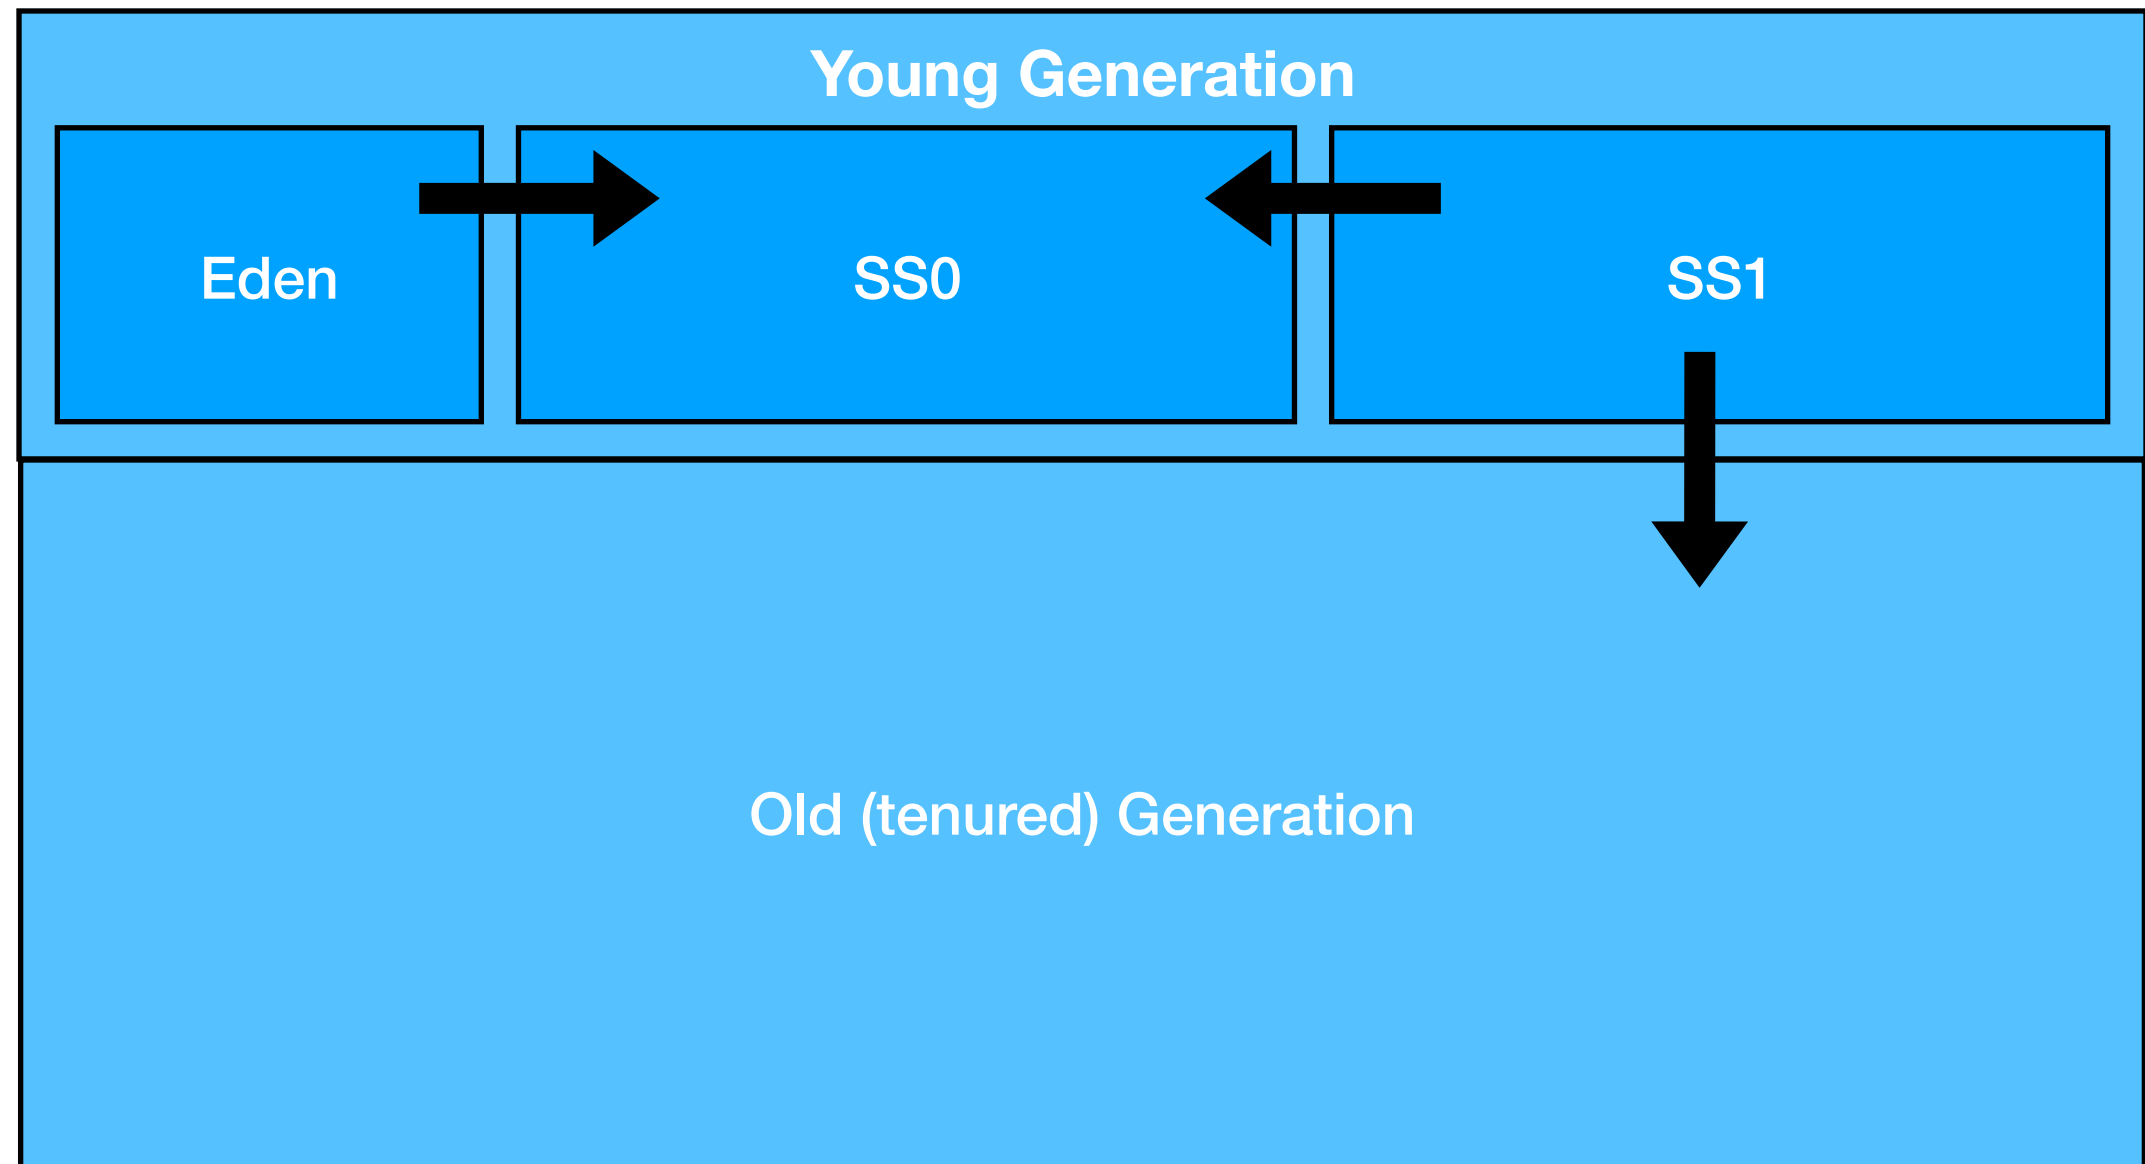 Young Generation
Eden
SS0
SS1
Old (tenured) Generation